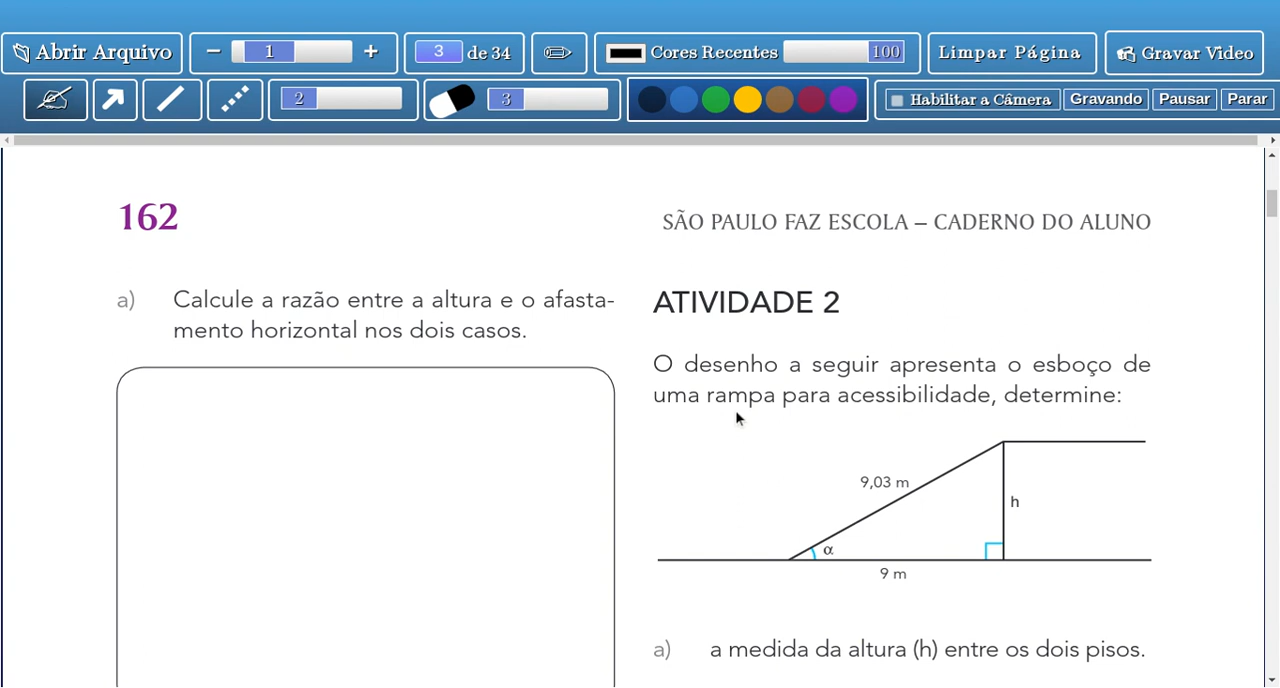 Abrir Arquivo
− 1 +
3 de 34
Cores Recentes 100
Limpar Página
Gravar Video
2
3
Habilitar a Câmera
Gravando
Pausar
Parar
162
SÃO PAULO FAZ ESCOLA – CADERNO DO ALUNO
a) Calcule a razão entre a altura e o afasta-
mento horizontal nos dois casos.
ATIVIDADE 2
O desenho a seguir apresenta o esboço de
uma rampa para acessibilidade, determine:
9,03 m
h
α
9 m
a) a medida da altura (h) entre os dois pisos.